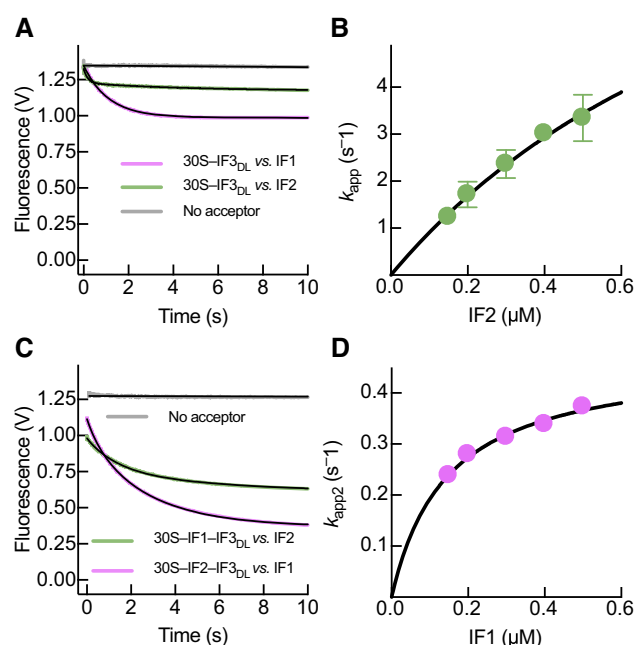 A
Fluorescence (V)
1.25
1.00
0.75
0.50
0.25
0.00
30S–IF3DL vs. IF1
30S–IF3DL vs. IF2
No acceptor
0 2 4 6 8 10
Time (s)
B
kapp (s−1)
4
3
2
1
0.0 0.2 0.4 0.6
IF2 (µM)
C
Fluorescence (V)
1.25
1.00
0.75
0.50
0.25
0.00
No acceptor
30S–IF1–IF3DL vs. IF2
30S–IF2–IF3DL vs. IF1
0 2 4 6 8 10
Time (s)
D
kapp2 (s−1)
0.4
0.3
0.2
0.1
0.0 0.2 0.4 0.6
IF1 (µM)